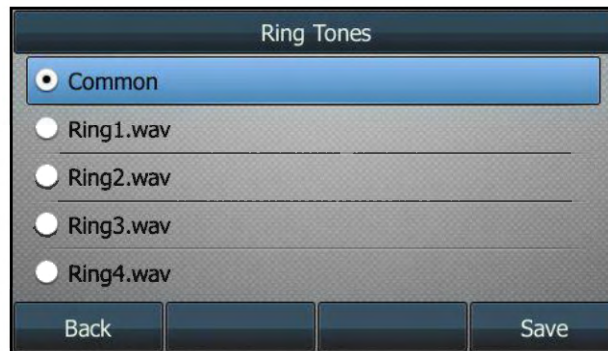 Ring Tones
Common
Ring1.wav
Ring2.wav
Ring3.wav
Ring4.wav
Back Save